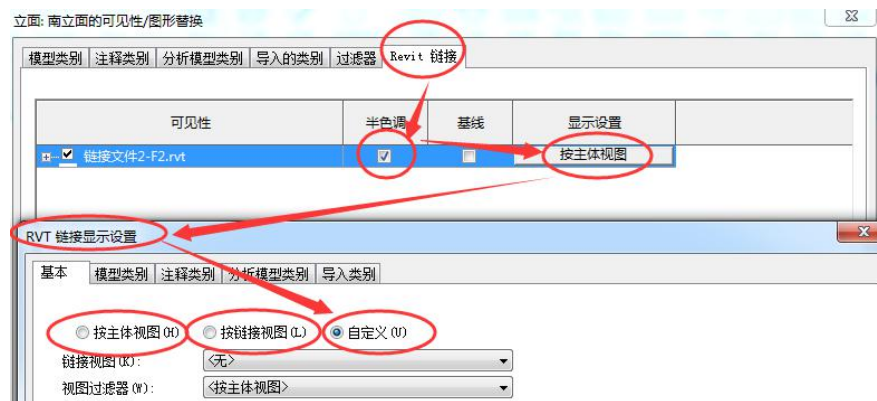 立面: 南立面的可见性/图形替换
模型类别 注释类别 分析模型类别 导入的类别 过滤器 Revit 链接
可见性 半色调 基线 显示设置
链接文件2-F2.rvt 按主体视图
RVT 链接显示设置
基本 模型类别 注释类别 分析模型类别 导入类别
按主体视图(H) 按链接视图(L) 自定义(U)
链接视图(K): <无>
视图过滤器(W): <按主体视图>